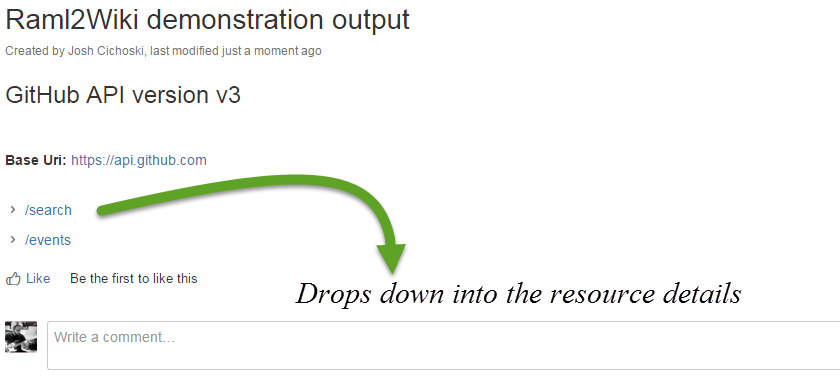 Raml2Wiki demonstration output
Created by Josh Cichoski, last modified just a moment ago
GitHub API version v3
Base Uri: https://api.github.com
/search
/events
Like Be the first to like this
Drops down into the resource details
Write a comment…